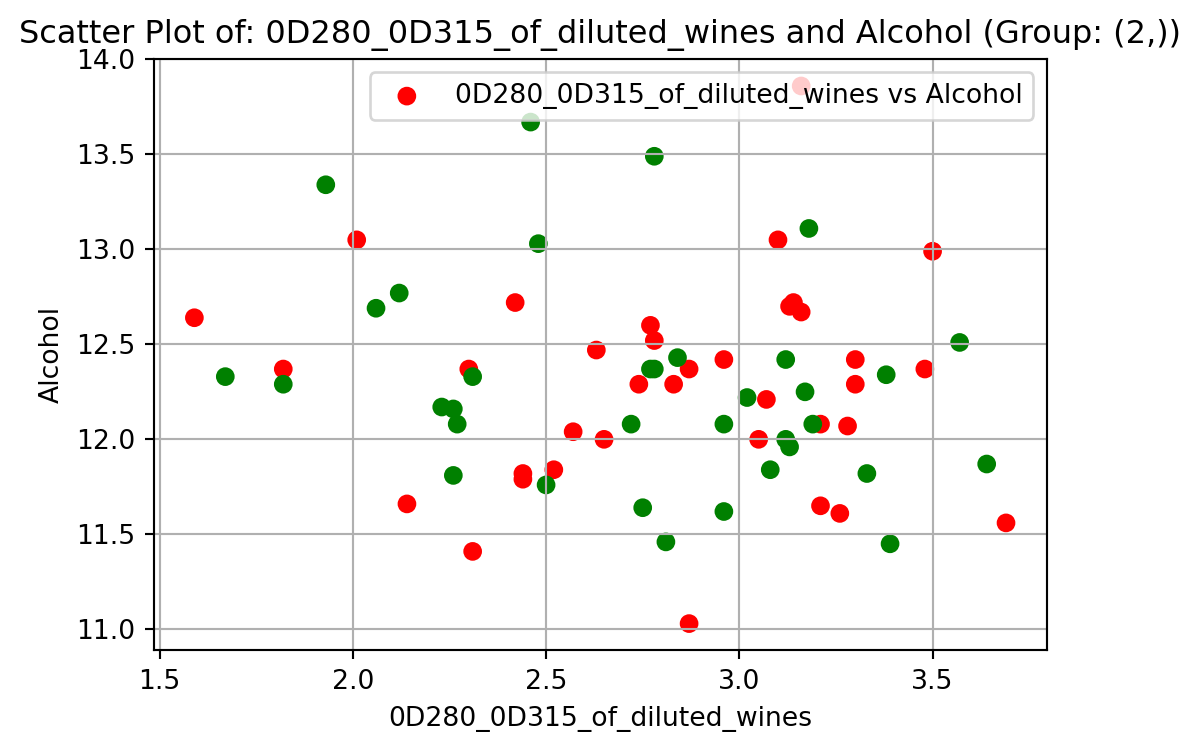 Scatter Plot of: 0D280_0D315_of_diluted_wines and Alcohol (Group: (2,))
0D280_0D315_of_diluted_wines vs Alcohol
14.0
13.5
13.0
12.5
12.0
11.5
11.0
Alcohol
1.5 2.0 2.5 3.0 3.5
0D280_0D315_of_diluted_wines